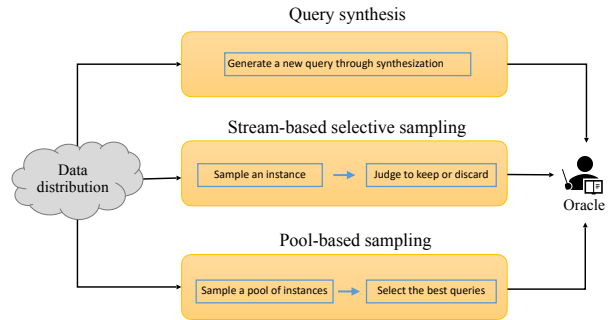 Query synthesis
Generate a new query through synthesization
Stream-based selective sampling
Sample an instance
Judge to keep or discard
Data
distribution
Oracle
Pool-based sampling
Sample a pool of instances
Select the best queries